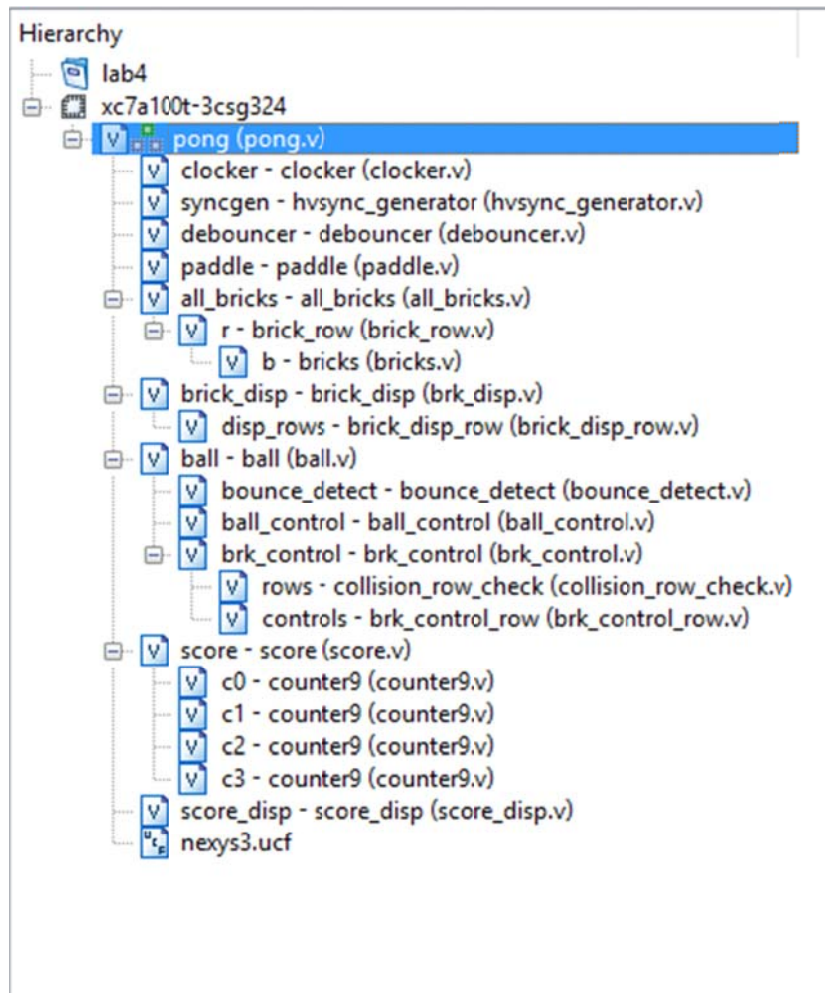 Hierarchy
lab4
xc7a100t-3csg324
pong (pong.v)
clocker - clocker (clocker.v)
syncgen - hvsync_generator (hvsync_generator.v)
debouncer - debouncer (debouncer.v)
paddle - paddle (paddle.v)
all_bricks - all_bricks (all_bricks.v)
r - brick_row (brick_row.v)
b - bricks (bricks.v)
brick_disp - brick_disp (brk_disp.v)
disp_rows - brick_disp_row (brick_disp_row.v)
ball - ball (ball.v)
bounce_detect - bounce_detect (bounce_detect.v)
ball_control - ball_control (ball_control.v)
brk_control - brk_control (brk_control.v)
rows - collision_row_check (collision_row_check.v)
controls - brk_control_row (brk_control_row.v)
score - score (score.v)
c0 - counter9 (counter9.v)
c1 - counter9 (counter9.v)
c2 - counter9 (counter9.v)
c3 - counter9 (counter9.v)
score_disp - score_disp (score_disp.v)
nexys3.ucf